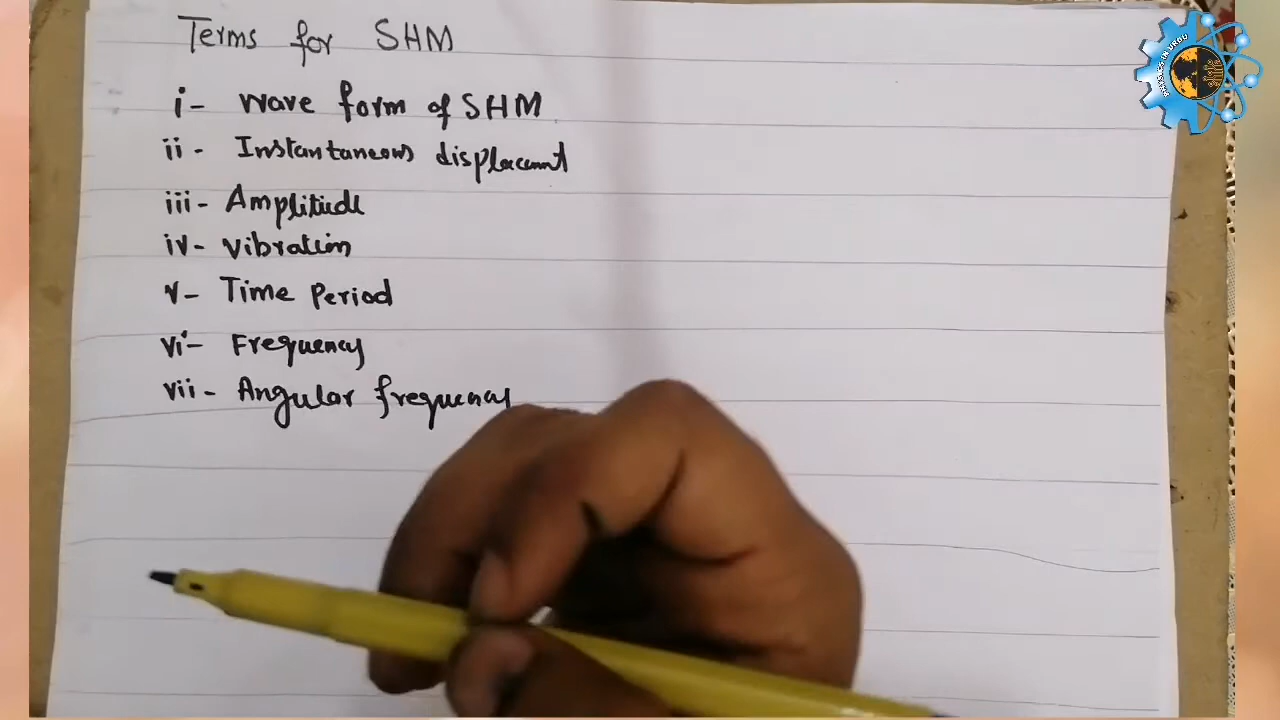 Terms for SHM
i- Wave form of SHM
ii- Instantaneous displacement
iii- Amplitude
iv- Vibration
v- Time Period
vi- Frequency
vii- Angular frequency